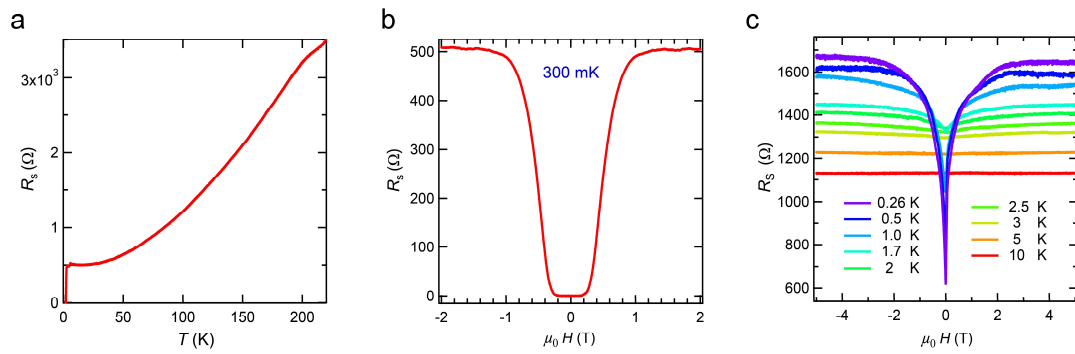 a
3x10³
2
1
0
R_S (Ω)
0
50
100
150
200
T (K)
b
500
400
300
200
100
0
R_s (Ω)
300 mK
-2
-1
0
1
2
μ₀ H (T)
c
1600
1400
1200
1000
800
600
R_S (Ω)
0.26 K
0.5 K
1.0 K
1.7 K
2 K
2.5 K
3 K
5 K
10 K
-4
-2
0
2
4
μ₀ H (T)